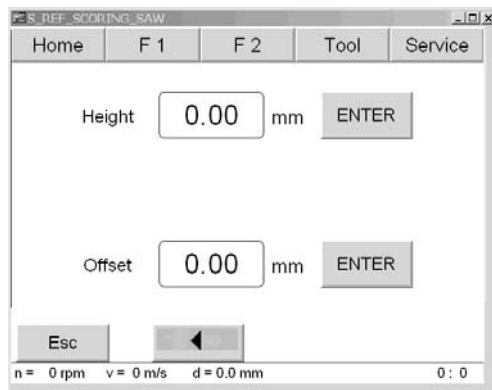 S_REF_SCORING_SAW
Home F 1 F 2 Tool Service
Height 0.00 mm ENTER
Offset 0.00 mm ENTER
Esc
n = 0 rpm v = 0 m/s d = 0.0 mm 0 : 0